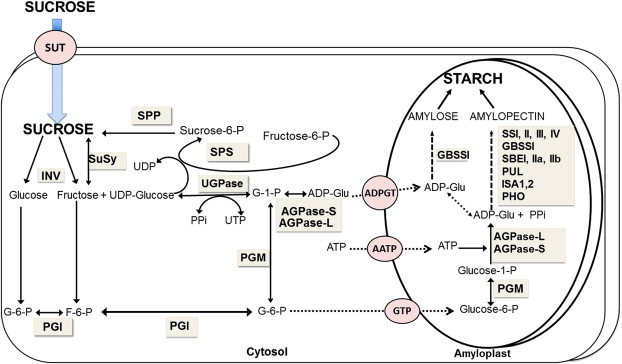 SUCROSE
SUT
STARCH
AMYLOSE
AMYLOPECTIN
SPP
Sucrose-6-P
Fructose-6-P
SUCROSE
SPS
SuSy
UDP
INV
UGPase
GBSSI
SSI, II, III, IV
GBSSI
SBEI, IIa, IIb
PUL
ISA1,2
PHO
Glucose
Fructose + UDP-Glucose
G-1-P
ADP-Glu
ADPGT
ADP-Glu
PPi
UTP
AGPase-S
AGPase-L
ADP-Glu + PPi
ATP
AATP
ATP
AGPase-L
AGPase-S
PGM
Glucose-1-P
PGM
G-6-P
F-6-P
G-6-P
GTP
Glucose-6-P
PGI
PGI
Cytosol
Amyloplast